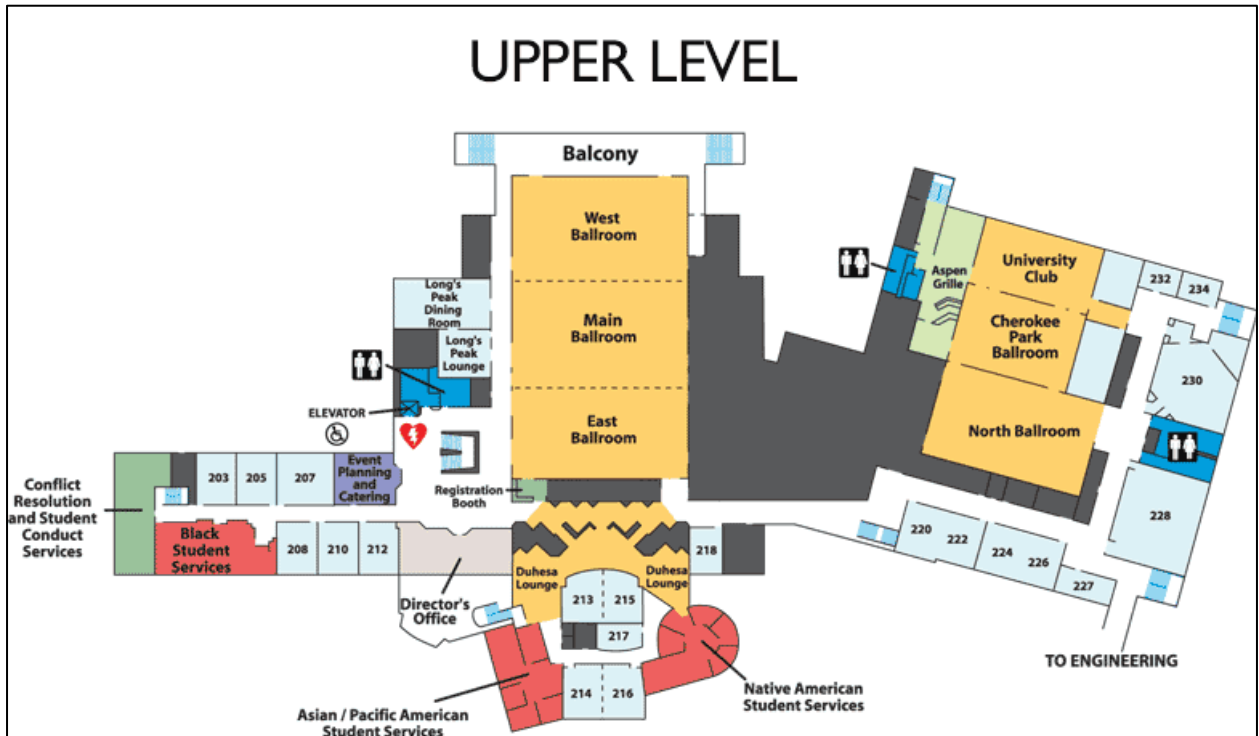 UPPER LEVEL
Balcony
West
Ballroom
Main
Ballroom
East
Ballroom
Long's
Peak
Dining
Room
Long's
Peak
Lounge
ELEVATOR
Registration
Booth
Conflict
Resolution
and Student
Conduct
Services
203
205
207
Event
Planning
and
Catering
Black
Student
Services
208
210
212
Director's
Office
Duhesa
Lounge
Duhesa
Lounge
218
213
215
217
214
216
Asian / Pacific American
Student Services
Native American
Student Services
Aspen
Grille
University
Club
Cherokee
Park
Ballroom
North Ballroom
232
234
230
228
220
222
224
226
227
TO ENGINEERING